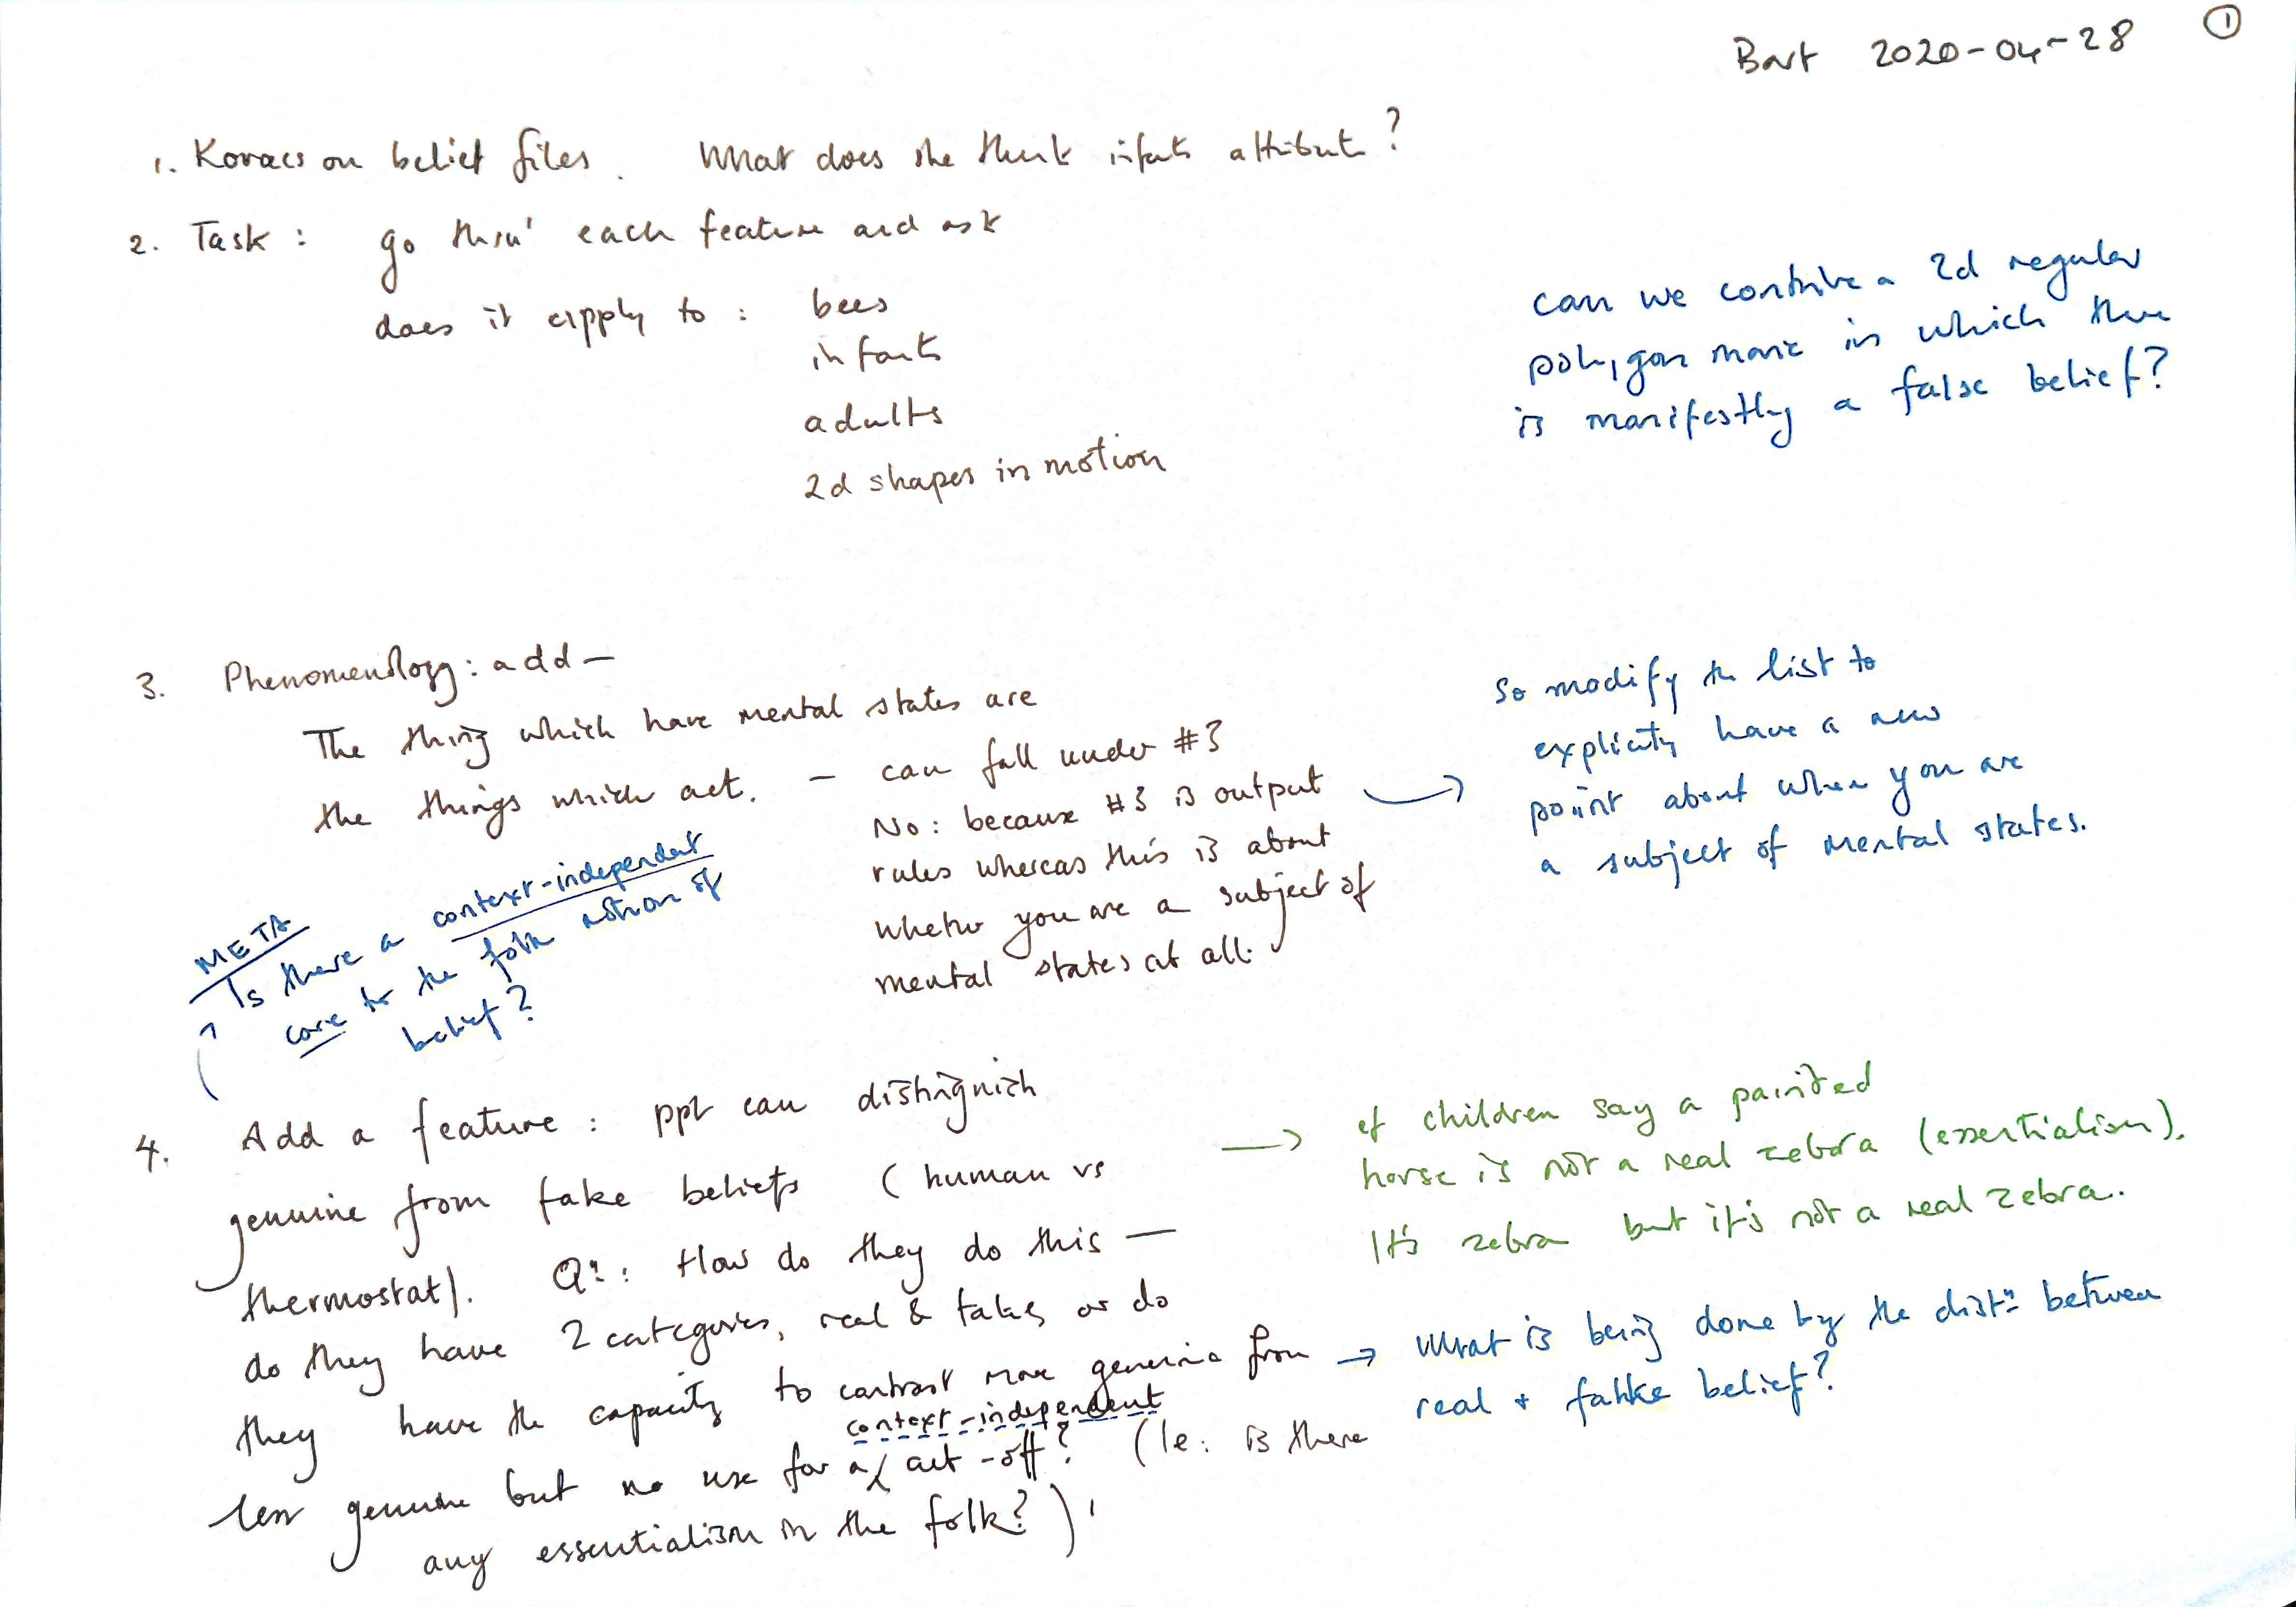 Bart 2020-04-28 ①
1. Kovacs on belief files. What does she think infants attribute?
2. Task: go thru' each feature and ask
does it apply to: bees
infants
adults
2d shapes in motion
can we contrive a 2d regular
polygon movie in which there
is manifestly a false belief?
3. Phenomenology: add —
The thing which have mental states are
the things which act. — can fall under #3
No: because #3 is output
rules whereas this is about
whether you are a subject of
mental states at all.
So modify the list to
explicitly have a new
point about when you are
a subject of mental states.
META
Is there a context-independent
core to the folk notion of
belief?
4. Add a feature: ppl can distinguish
genuine from fake beliefs (human vs
thermostat). Qn: How do they do this —
do they have 2 categories, real & fake, or do
they have the capacity to contrast more genuine from
context-independent
less genuine but no use for a cut-off? (Ie: is there
any essentialism in the folk?)
cf children say a painted
horse is not a real zebra (essentialism).
It's zebra but it's not a real zebra.
→ What is being done by the distn between
real + fahke belief?